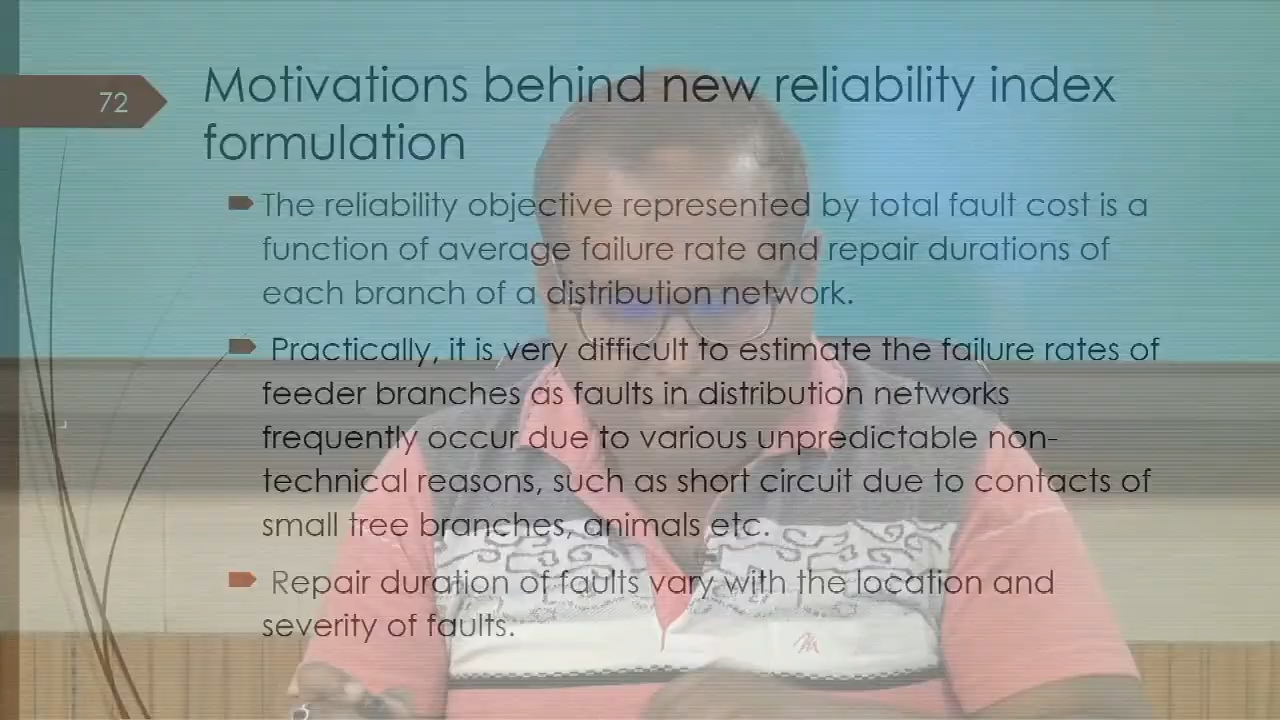 72
Motivations behind new reliability index
formulation
The reliability objective represented by total fault cost is a
function of average failure rate and repair durations of
each branch of a distribution network.
Practically, it is very difficult to estimate the failure rates of
feeder branches as faults in distribution networks
frequently occur due to various unpredictable non-
technical reasons, such as short circuit due to contacts of
small tree branches, animals etc.
Repair duration of faults vary with the location and
severity of faults.